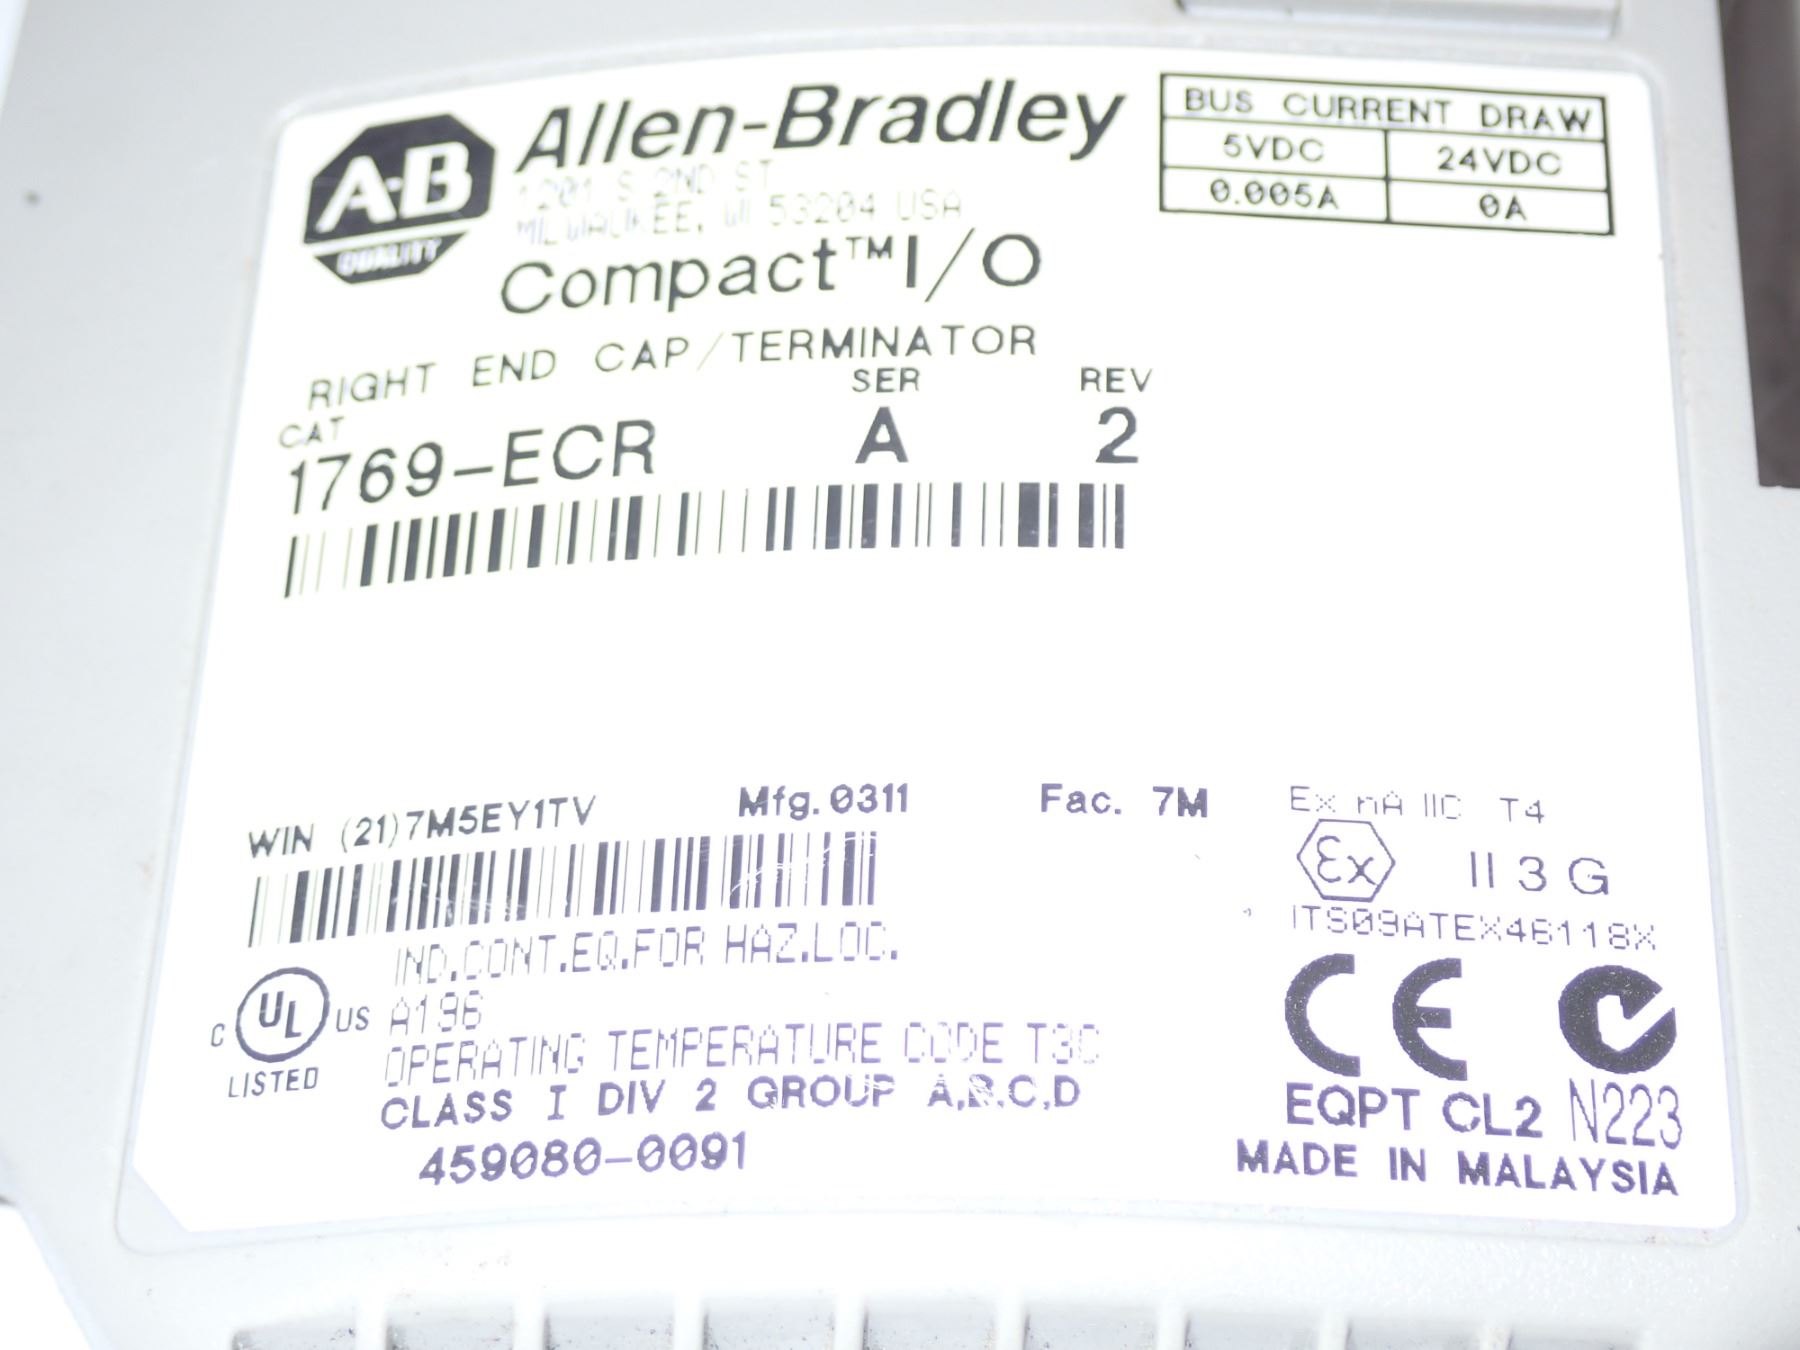 A-B
QUALITY
Allen-Bradley
1201 S 2ND ST
MILWAUKEE, WI 53204 USA
Compact™ I/O
BUS CURRENT DRAW
5VDC 24VDC
0.005A 0A
RIGHT END CAP/TERMINATOR
CAT SER REV
1769-ECR A 2
WIN (21)7M5EY1TV Mfg. 0311 Fac. 7M
Ex nA IIC T4
Ex II 3 G
ITS09ATEX46118X
IND.CONT.EQ.FOR HAZ.LOC.
A196
OPERATING TEMPERATURE CODE T3C
CLASS I DIV 2 GROUP A,B,C,D
459080-0091
C UL US
LISTED
CE
EQPT CL2 N223
MADE IN MALAYSIA